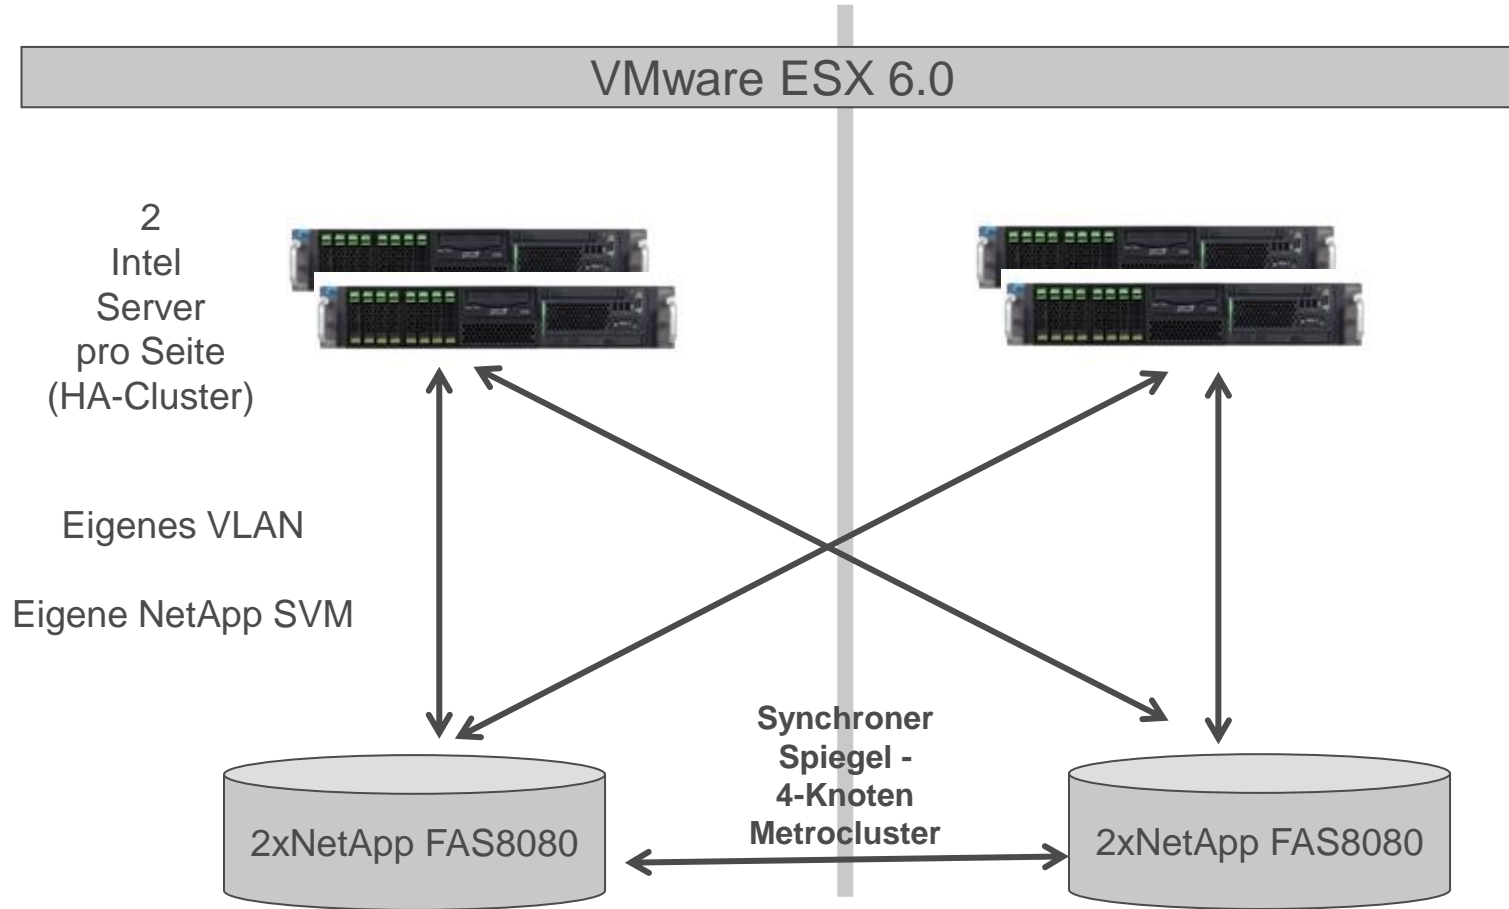 VMware ESX 6.0
2
Intel
Server
pro Seite
(HA-Cluster)
Eigenes VLAN
Eigene NetApp SVM
Synchroner
Spiegel -
4-Knoten
Metrocluster
2xNetApp FAS8080
2xNetApp FAS8080